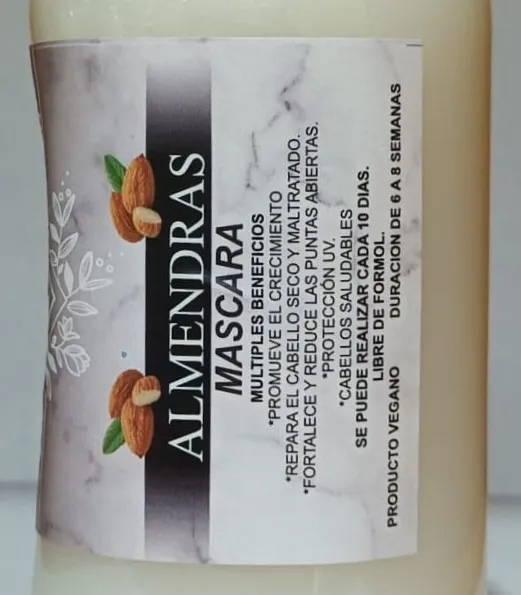 ALMENDRAS
MASCARA
MULTIPLES BENEFICIOS
*PROMUEVE EL CRECIMIENTO
*REPARA EL CABELLO SECO Y MALTRATADO.
*FORTALECE Y REDUCE LAS PUNTAS ABIERTAS.
*PROTECCIÓN UV.
*CABELLOS SALUDABLES
SE PUEDE REALIZAR CADA 10 DIAS.
LIBRE DE FORMOL.
PRODUCTO VEGANO DURACION DE 6 A 8 SEMANAS